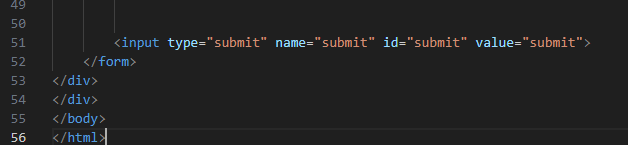 49
50
51 <input type="submit" name="submit" id="submit" value="submit">
52 </form>
53 </div>
54 </div>
55 </body>
56 </html>